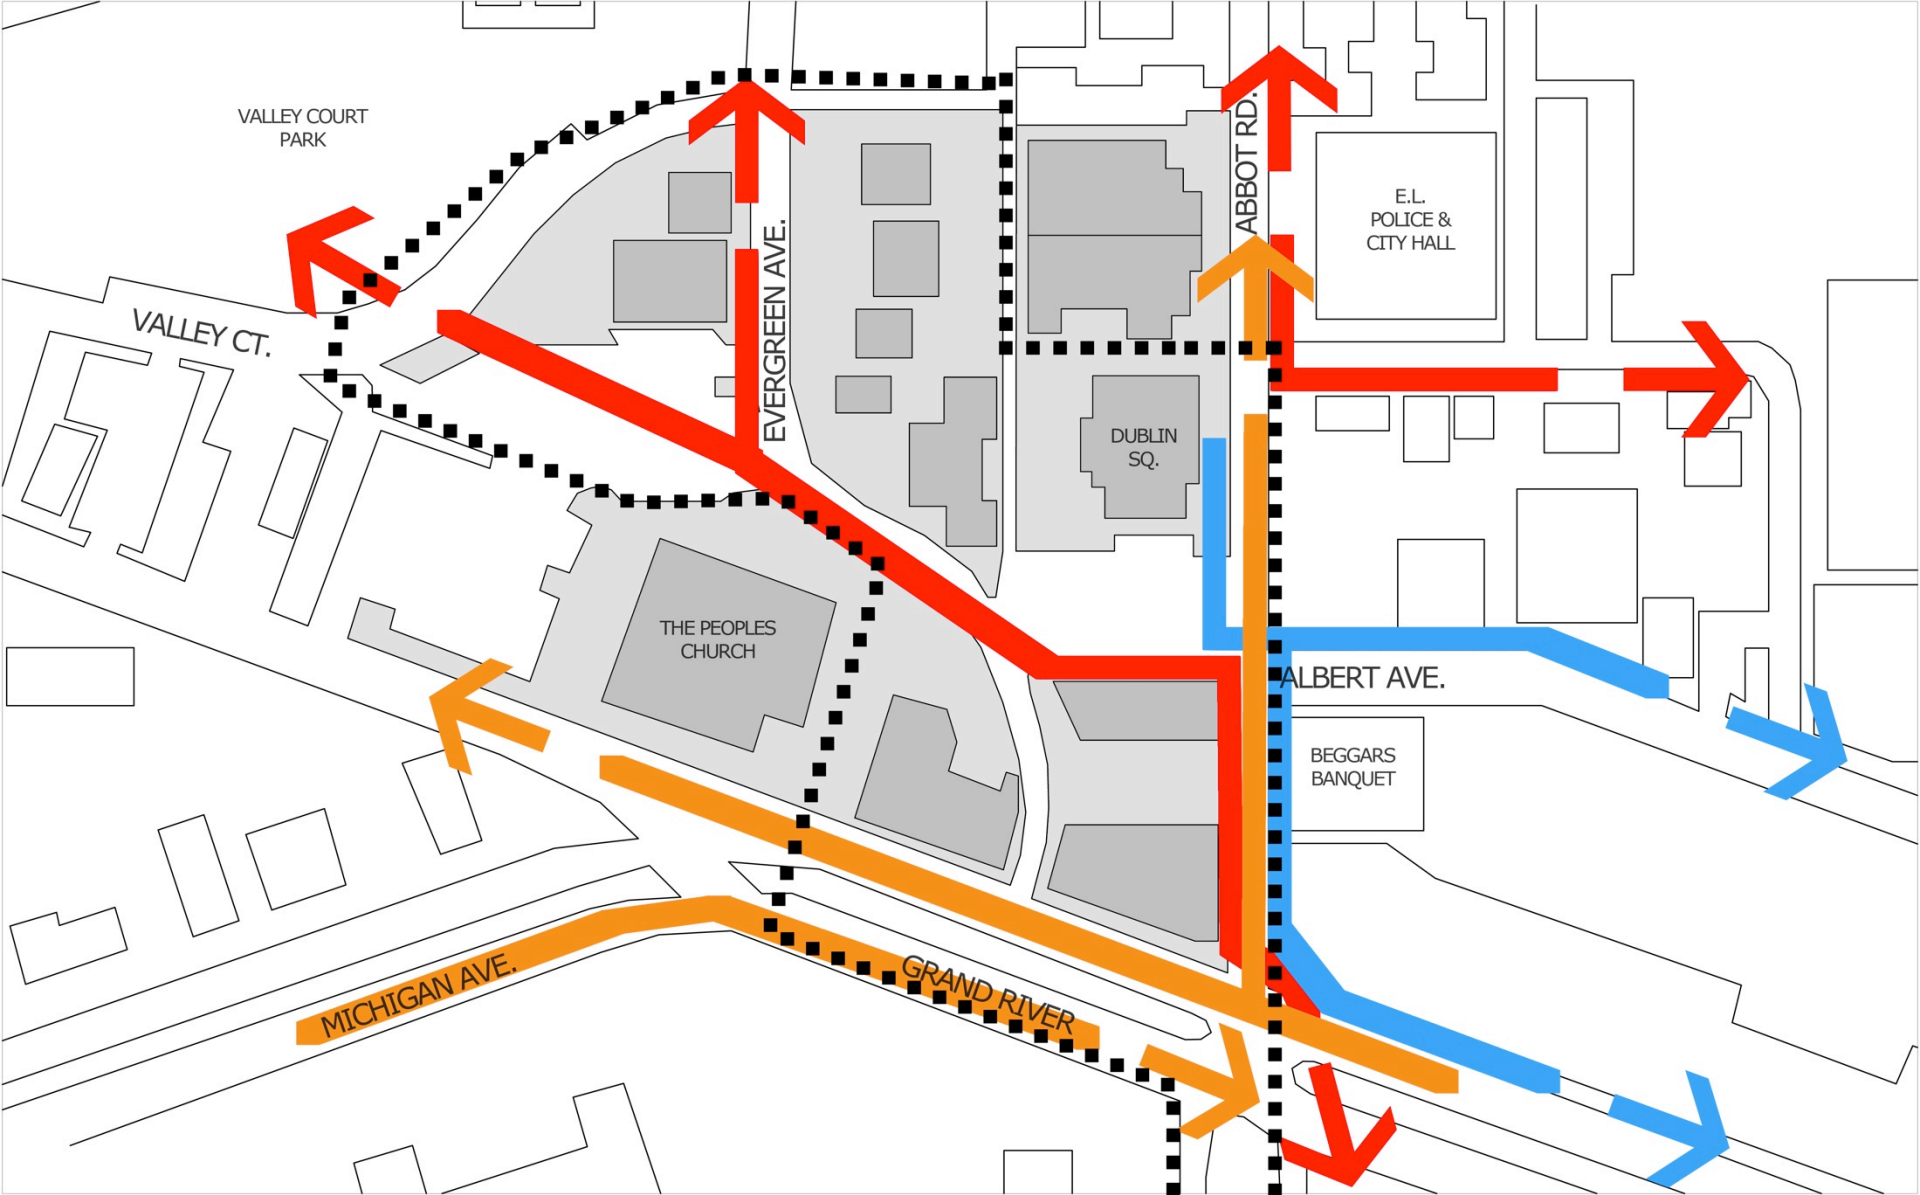 VALLEY COURT
PARK
ABBOT RD.
E.L.
POLICE &
CITY HALL
VALLEY CT.
EVERGREEN AVE.
DUBLIN
SQ.
THE PEOPLES
CHURCH
ALBERT AVE.
BEGGARS
BANQUET
MICHIGAN AVE.
GRAND RIVER